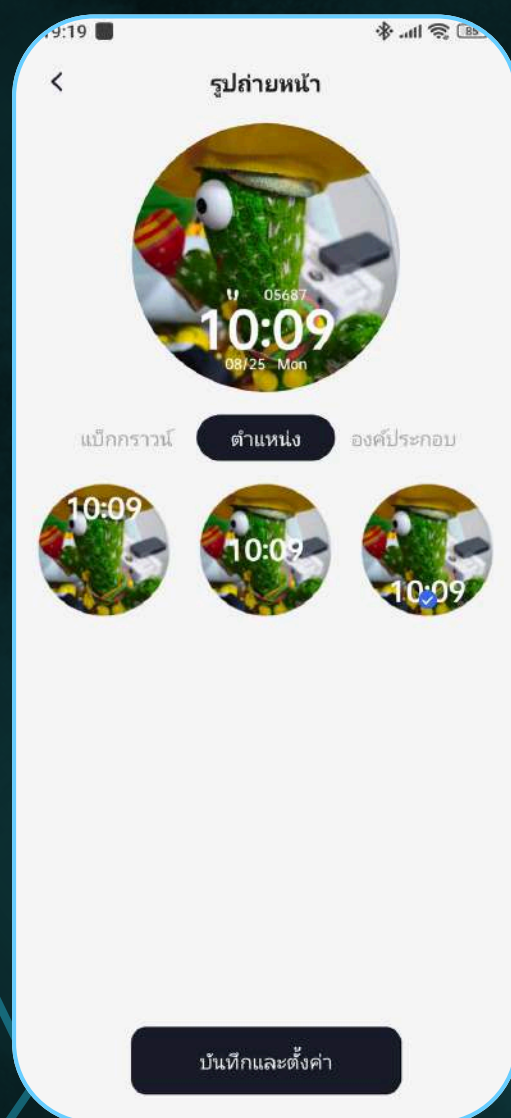 19:19 85
รูปถ่ายหน้า
05687
10:09
08/25 Mon
แบ็กกราวน์ ตำแหน่ง องค์ประกอบ
10:09 10:09 10:09
บันทึกและตั้งค่า